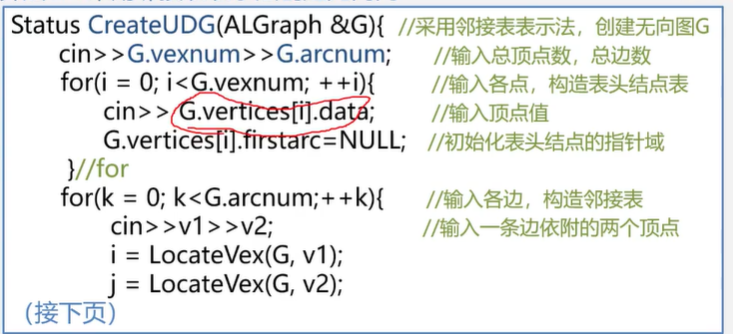 Status CreateUDG(ALGraph &G){ //采用邻接表表示法，创建无向图G
cin>>G.vexnum>>G.arcnum; //输入总顶点数，总边数
for(i = 0; i<G.vexnum; ++i){ //输入各点，构造表头结点表
cin>> G.vertices[i].data; //输入顶点值
G.vertices[i].firstarc=NULL; //初始化表头结点的指针域
}//for
for(k = 0; k<G.arcnum;++k){ //输入各边，构造邻接表
cin>>v1>>v2; //输入一条边依附的两个顶点
i = LocateVex(G, v1);
j = LocateVex(G, v2);
（接下页）